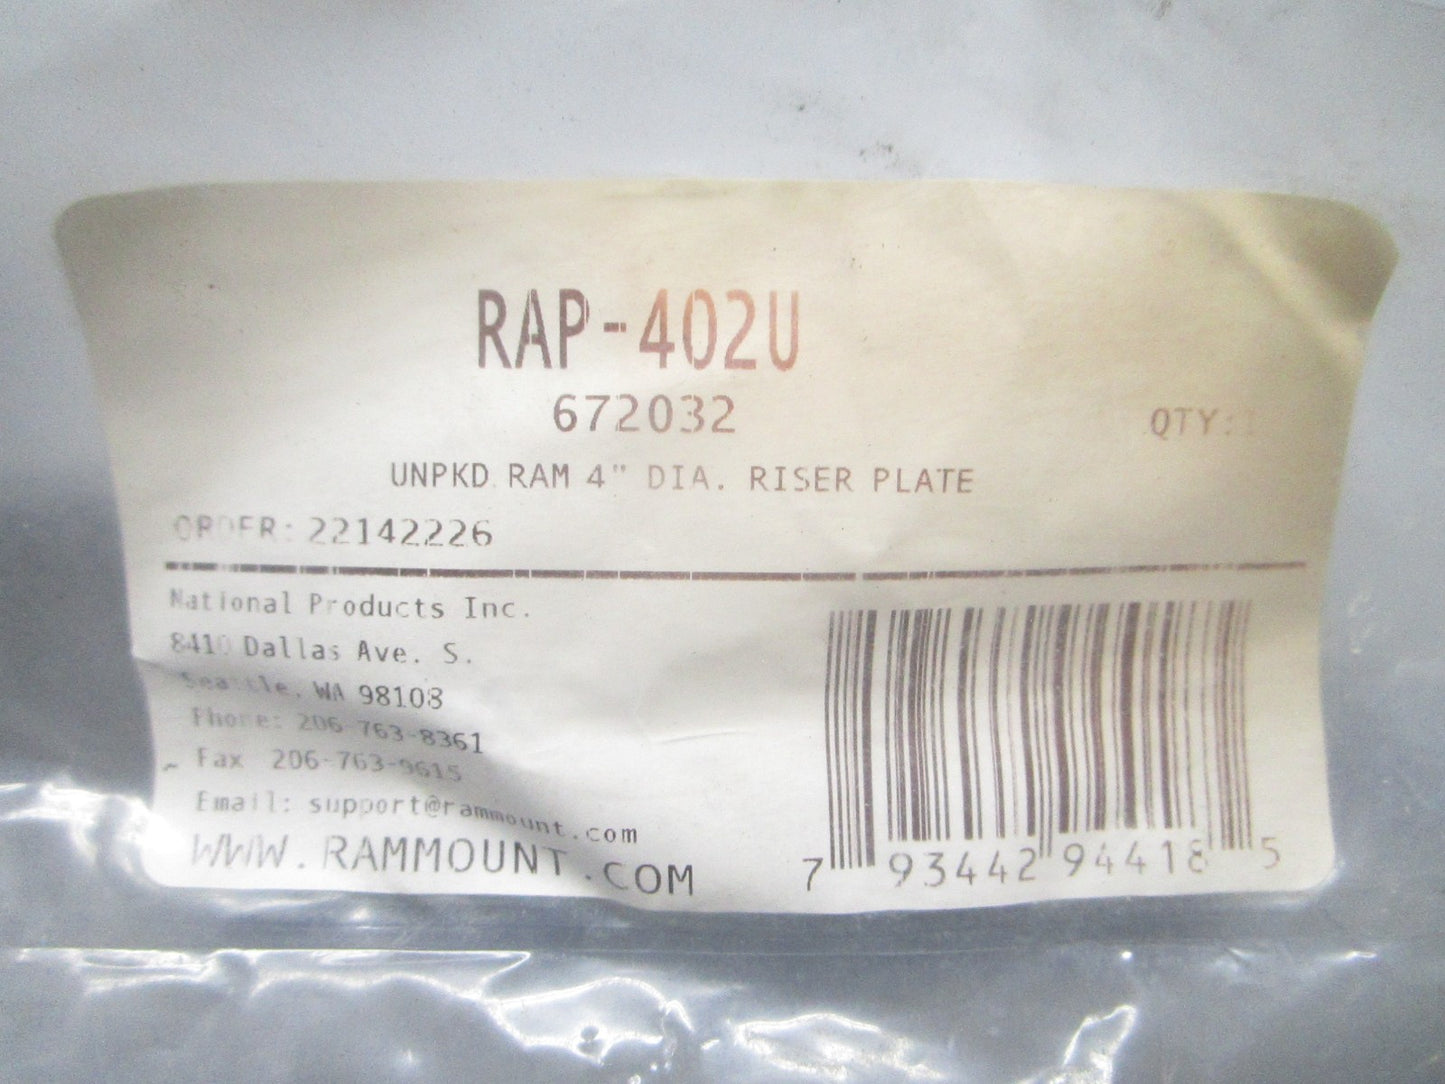 RAP-402U
672032
QTY:1
UNPKD RAM 4" DIA. RISER PLATE
ORDER: 22142226
National Products Inc.
8410 Dallas Ave. S.
Seattle, WA 98108
Phone: 206-763-8361
Fax 206-763-9615
Email: support@rammount.com
WWW.RAMMOUNT.COM
7 93442 94418 5